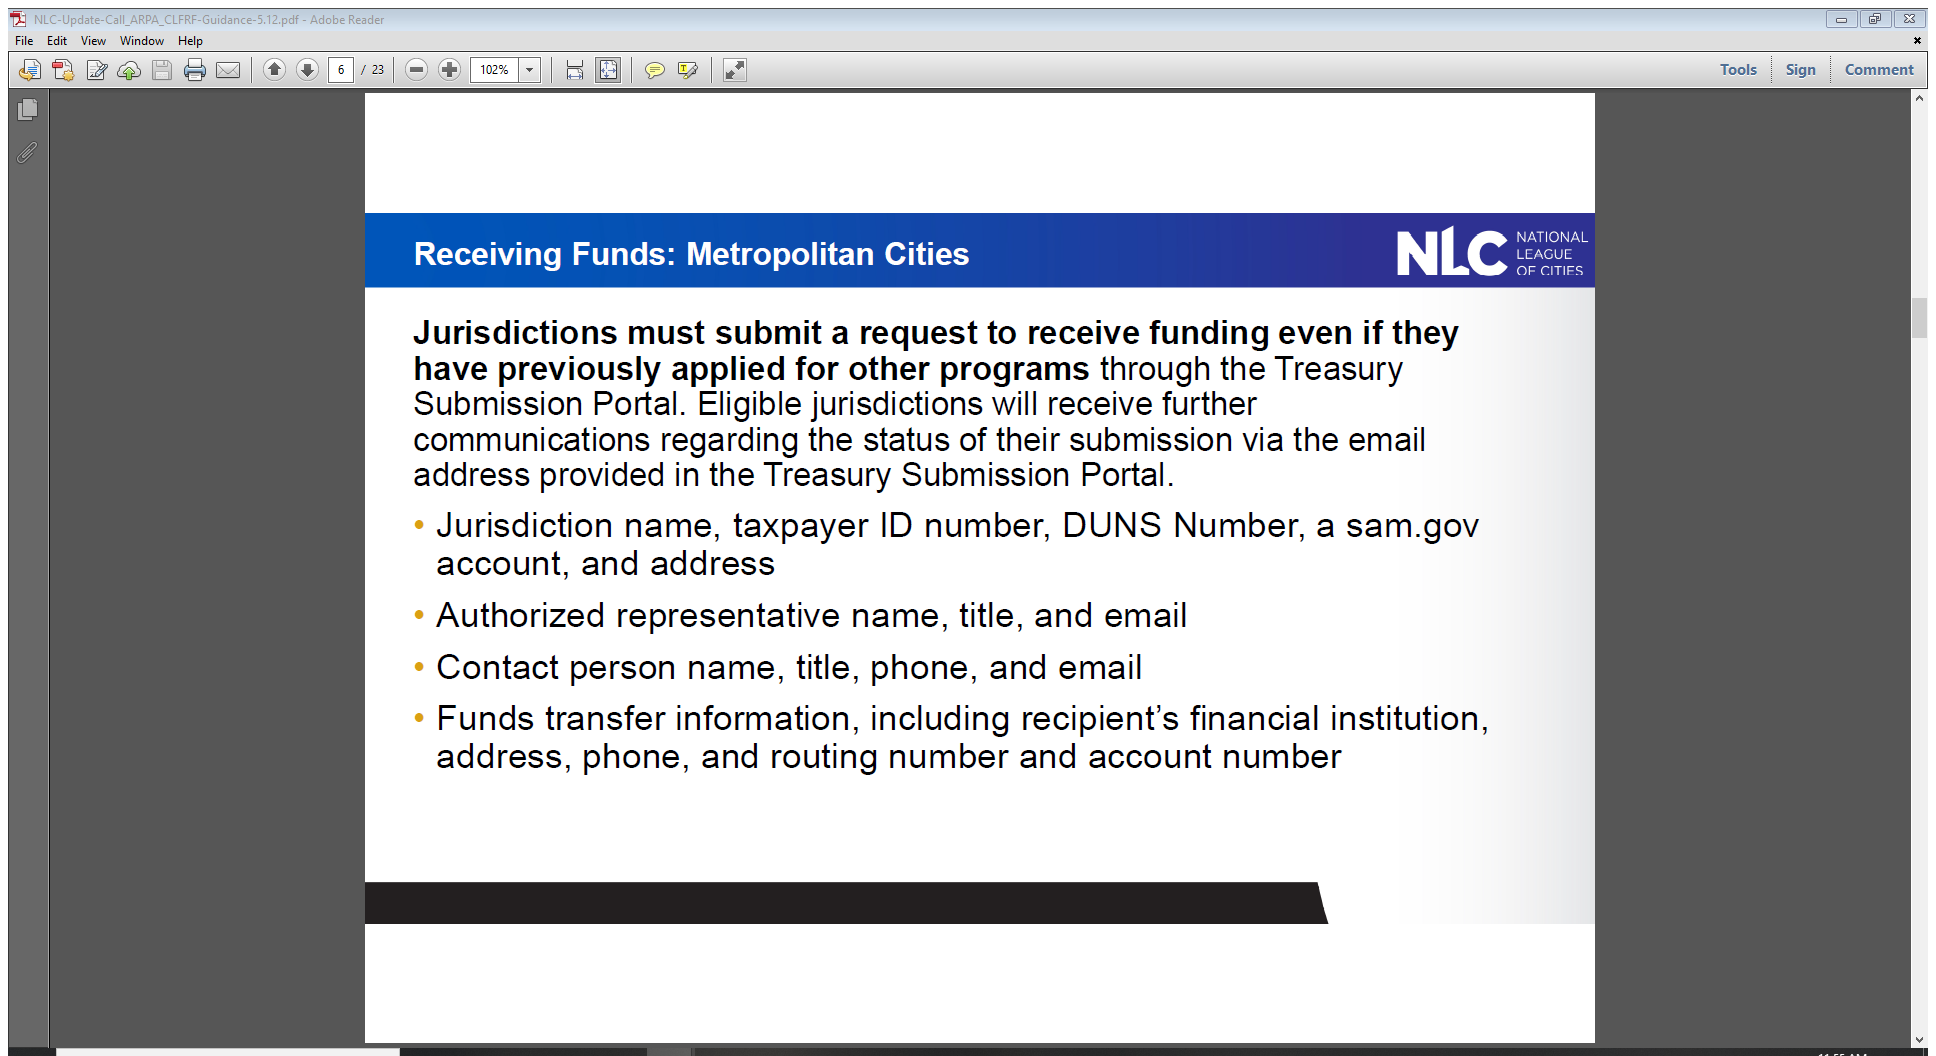 NLC-Update-Call_ARPA_CLFRF-Guidance-5.12.pdf - Adobe Reader
File Edit View Window Help
6 / 23 102% Tools Sign Comment
Receiving Funds: Metropolitan Cities
NLC NATIONAL
LEAGUE
OF CITIES
Jurisdictions must submit a request to receive funding even if they
have previously applied for other programs through the Treasury
Submission Portal. Eligible jurisdictions will receive further
communications regarding the status of their submission via the email
address provided in the Treasury Submission Portal.
• Jurisdiction name, taxpayer ID number, DUNS Number, a sam.gov
account, and address
• Authorized representative name, title, and email
• Contact person name, title, phone, and email
• Funds transfer information, including recipient’s financial institution,
address, phone, and routing number and account number